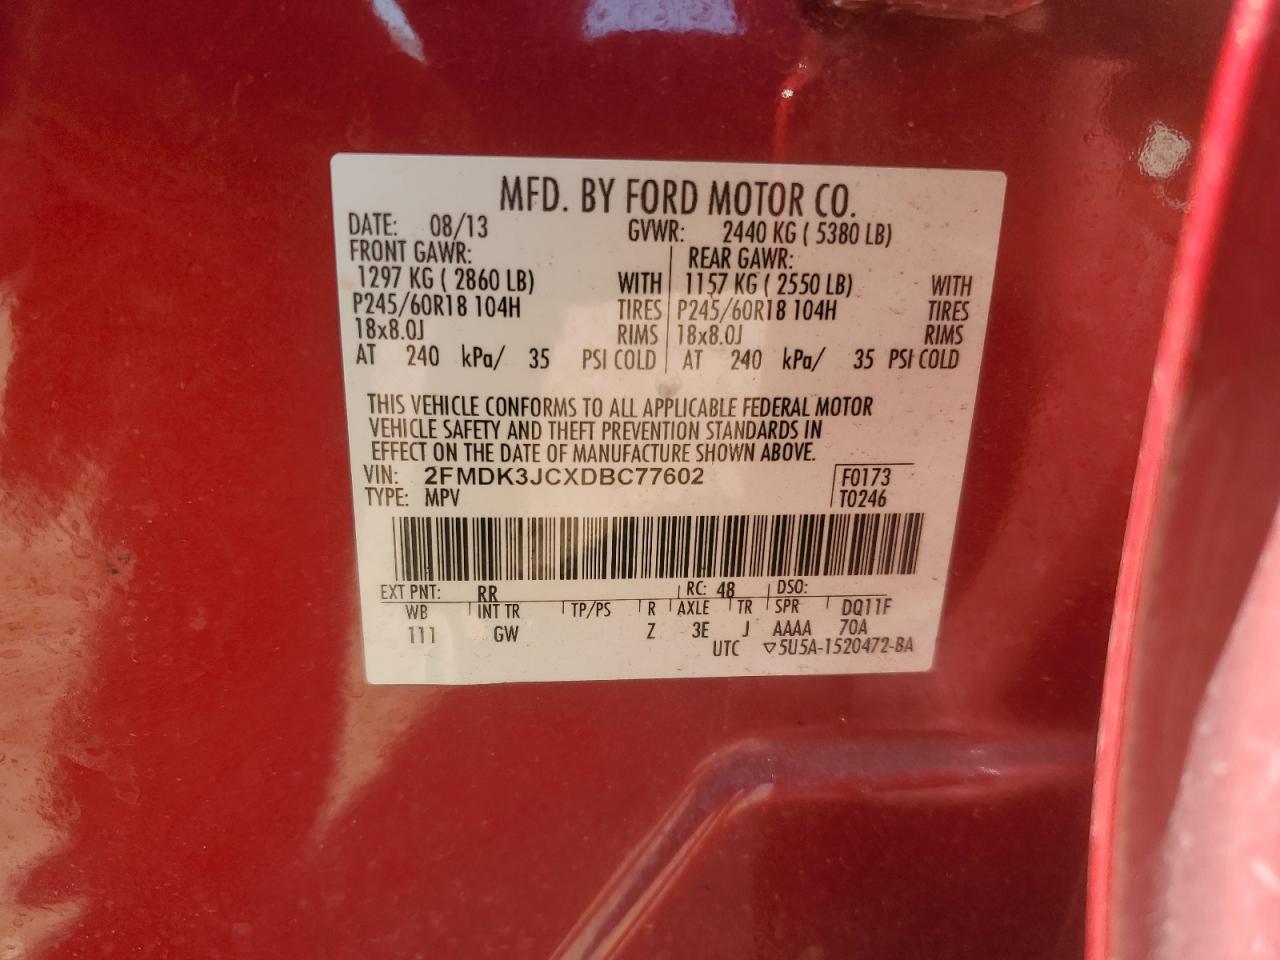 MFD. BY FORD MOTOR CO.
DATE: 08/13 GVWR: 2440 KG ( 5380 LB)
FRONT GAWR: REAR GAWR:
1297 KG ( 2860 LB) WITH 1157 KG ( 2550 LB) WITH
P245/60R18 104H TIRES P245/60R18 104H TIRES
18x8.0J RIMS 18x8.0J RIMS
AT 240 kPa/ 35 PSI COLD AT 240 kPa/ 35 PSI COLD
THIS VEHICLE CONFORMS TO ALL APPLICABLE FEDERAL MOTOR
VEHICLE SAFETY AND THEFT PREVENTION STANDARDS IN
EFFECT ON THE DATE OF MANUFACTURE SHOWN ABOVE.
VIN: 2FMDK3JCXDBC77602 F0173
TYPE: MPV T0246
EXT PNT: RR RC: 48 DSO:
WB INT TR TP/PS R AXLE TR SPR DQ11F
111 GW Z 3E J AAAA 70A
UTC ▽5U5A-1520472-BA